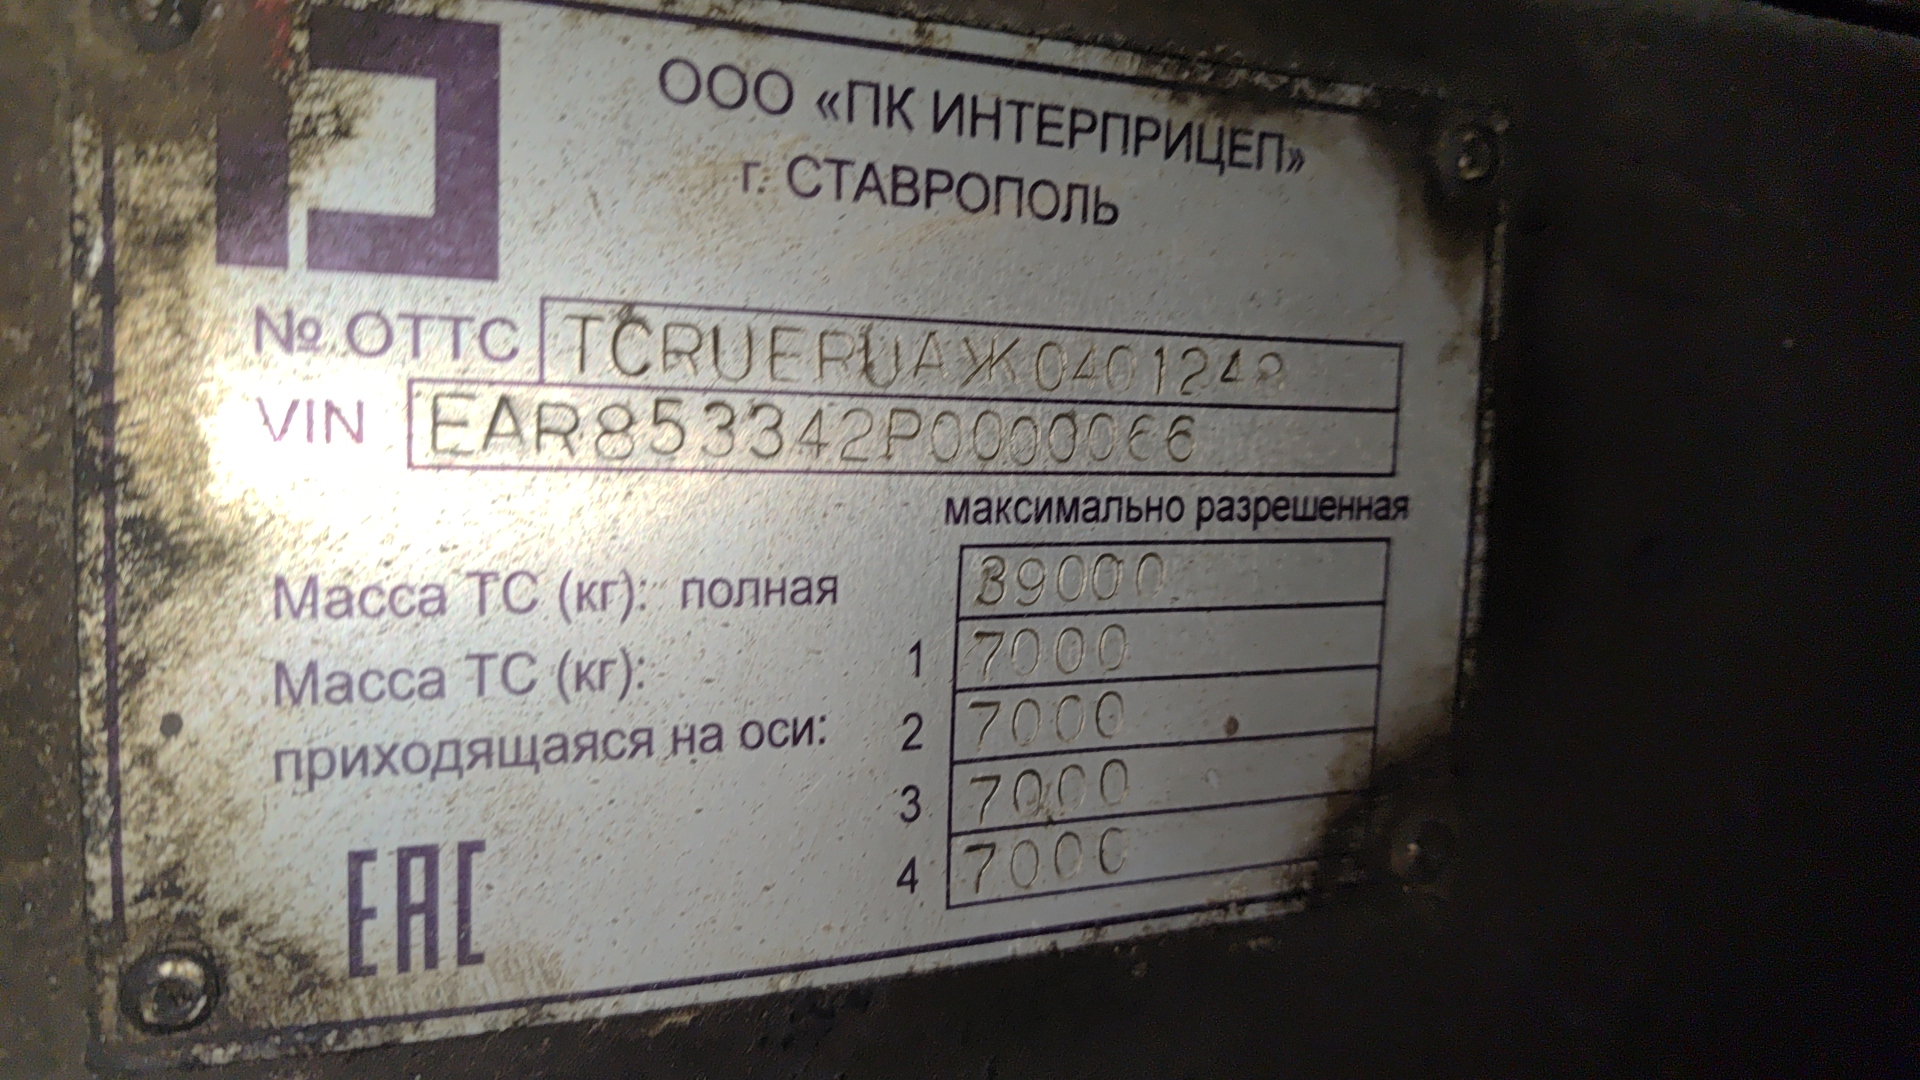 ООО «ПК ИНТЕРПРИЦЕП»
г. СТАВРОПОЛЬ
№ ОТТС TCRUERUAЖ0401248
VIN EAR853342P0000066
максимально разрешенная
Масса ТС (кг): полная 39000
Масса ТС (кг): 1 7000
приходящаяся на оси: 2 7000
3 7000
4 7000
EAC